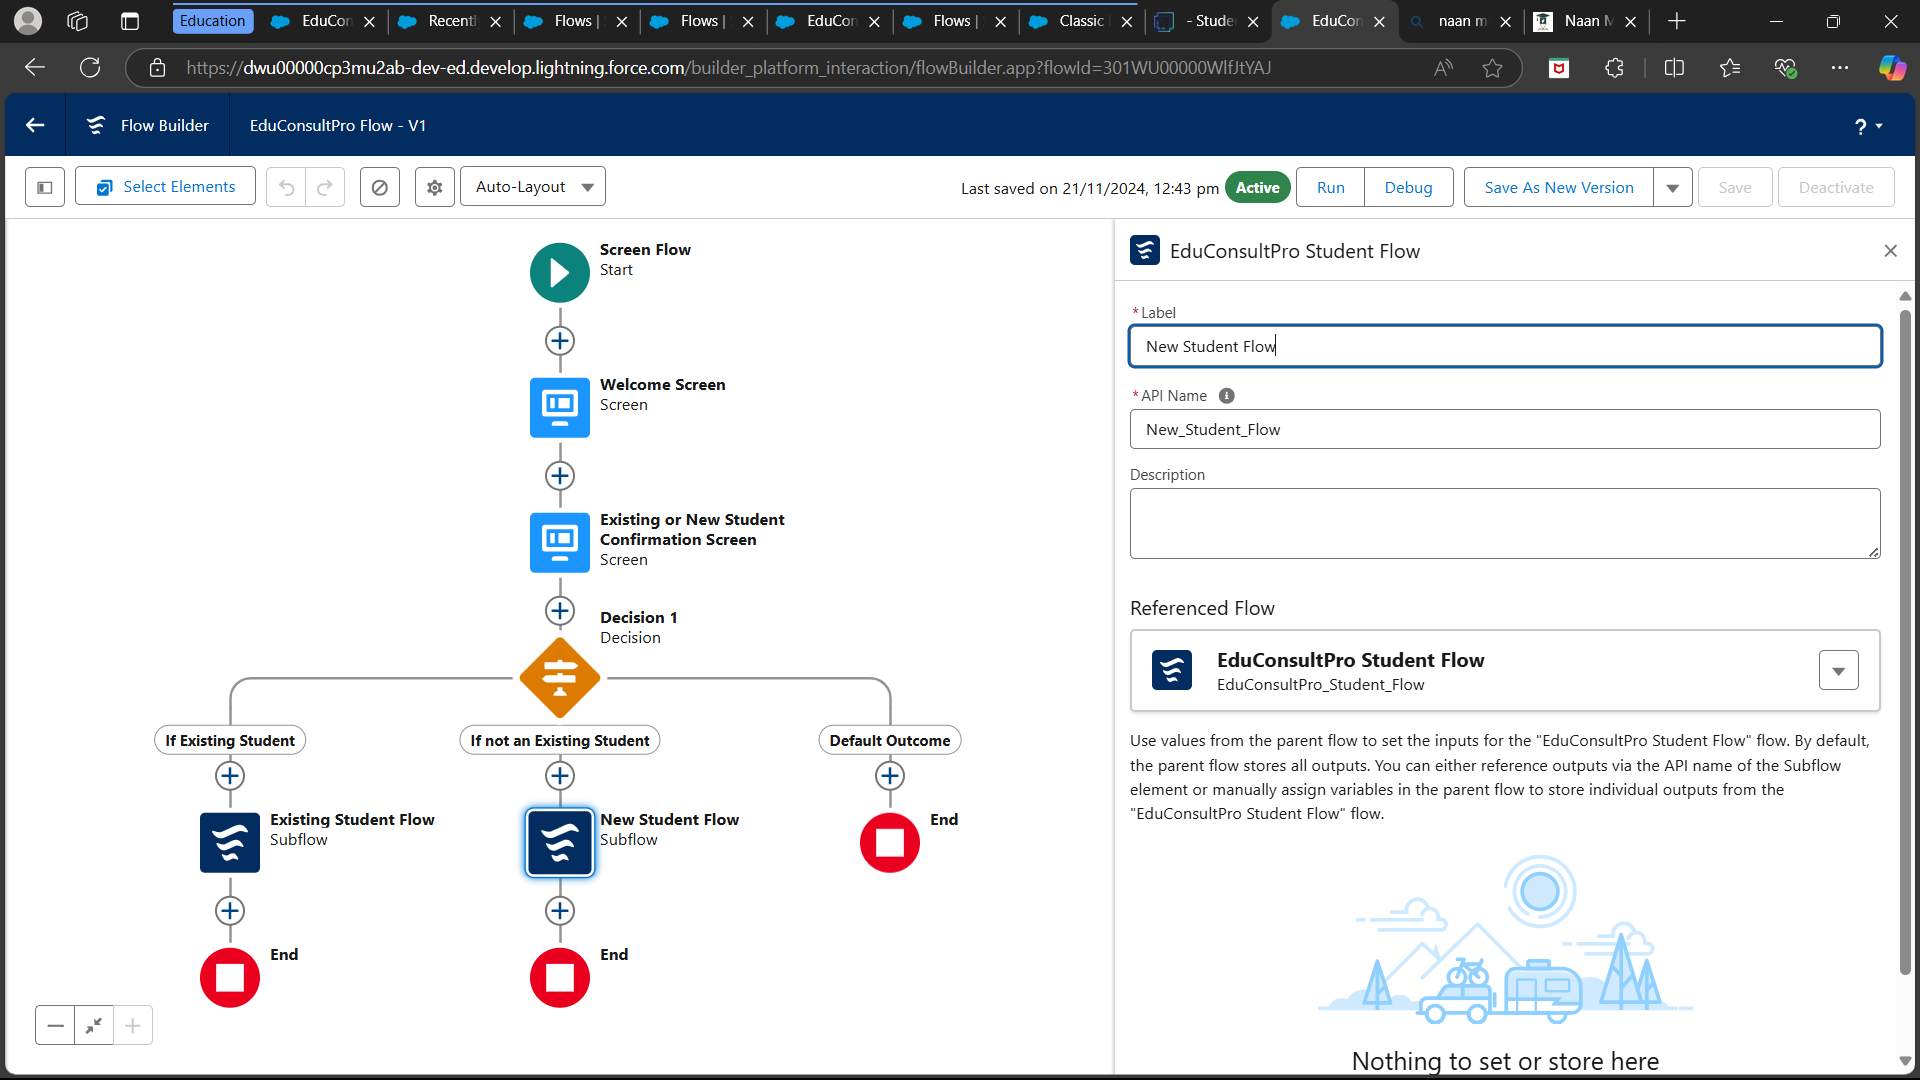 Education
EduCon
Recent
Flows |
Flows |
EduCon
Flows |
Classic
- Stude
EduCon
naan m
Naan M
https://dwu00000cp3mu2ab-dev-ed.develop.lightning.force.com/builder_platform_interaction/flowBuilder.app?flowId=301WU00000WlfJtYAJ
Flow Builder
EduConsultPro Flow - V1
?
Select Elements
Auto-Layout
Last saved on 21/11/2024, 12:43 pm
Active
Run
Debug
Save As New Version
Save
Deactivate
Screen Flow
Start
Welcome Screen
Screen
Existing or New Student
Confirmation Screen
Screen
Decision 1
Decision
If Existing Student
If not an Existing Student
Default Outcome
Existing Student Flow
Subflow
New Student Flow
Subflow
End
End
End
EduConsultPro Student Flow
* Label
New Student Flow
* API Name
New_Student_Flow
Description
Referenced Flow
EduConsultPro Student Flow
EduConsultPro_Student_Flow
Use values from the parent flow to set the inputs for the "EduConsultPro Student Flow" flow. By default,
the parent flow stores all outputs. You can either reference outputs via the API name of the Subflow
element or manually assign variables in the parent flow to store individual outputs from the
"EduConsultPro Student Flow" flow.
Nothing to set or store here